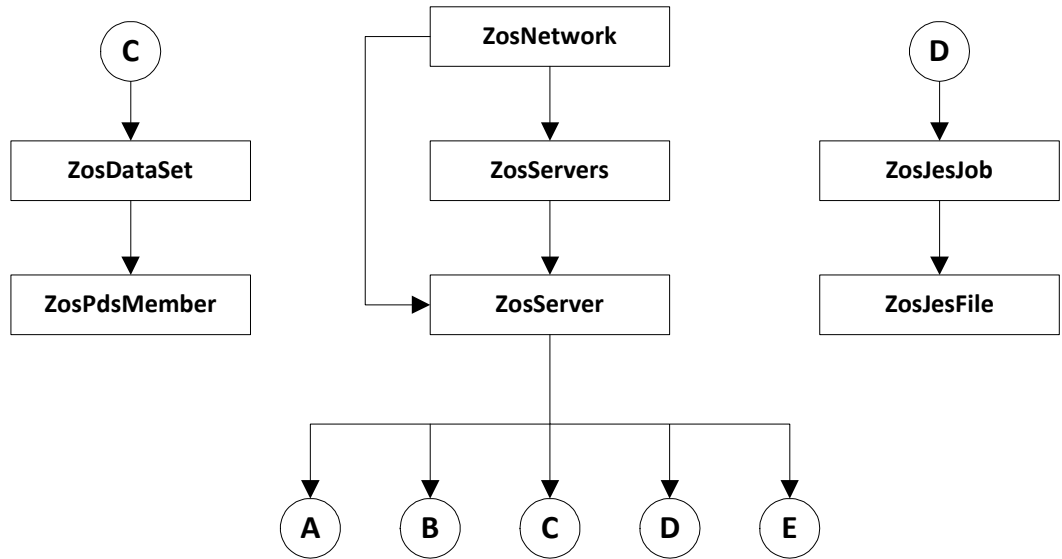 C
ZosNetwork
D
ZosDataSet
ZosServers
ZosJesJob
ZosPdsMember
ZosServer
ZosJesFile
A
B
C
D
E